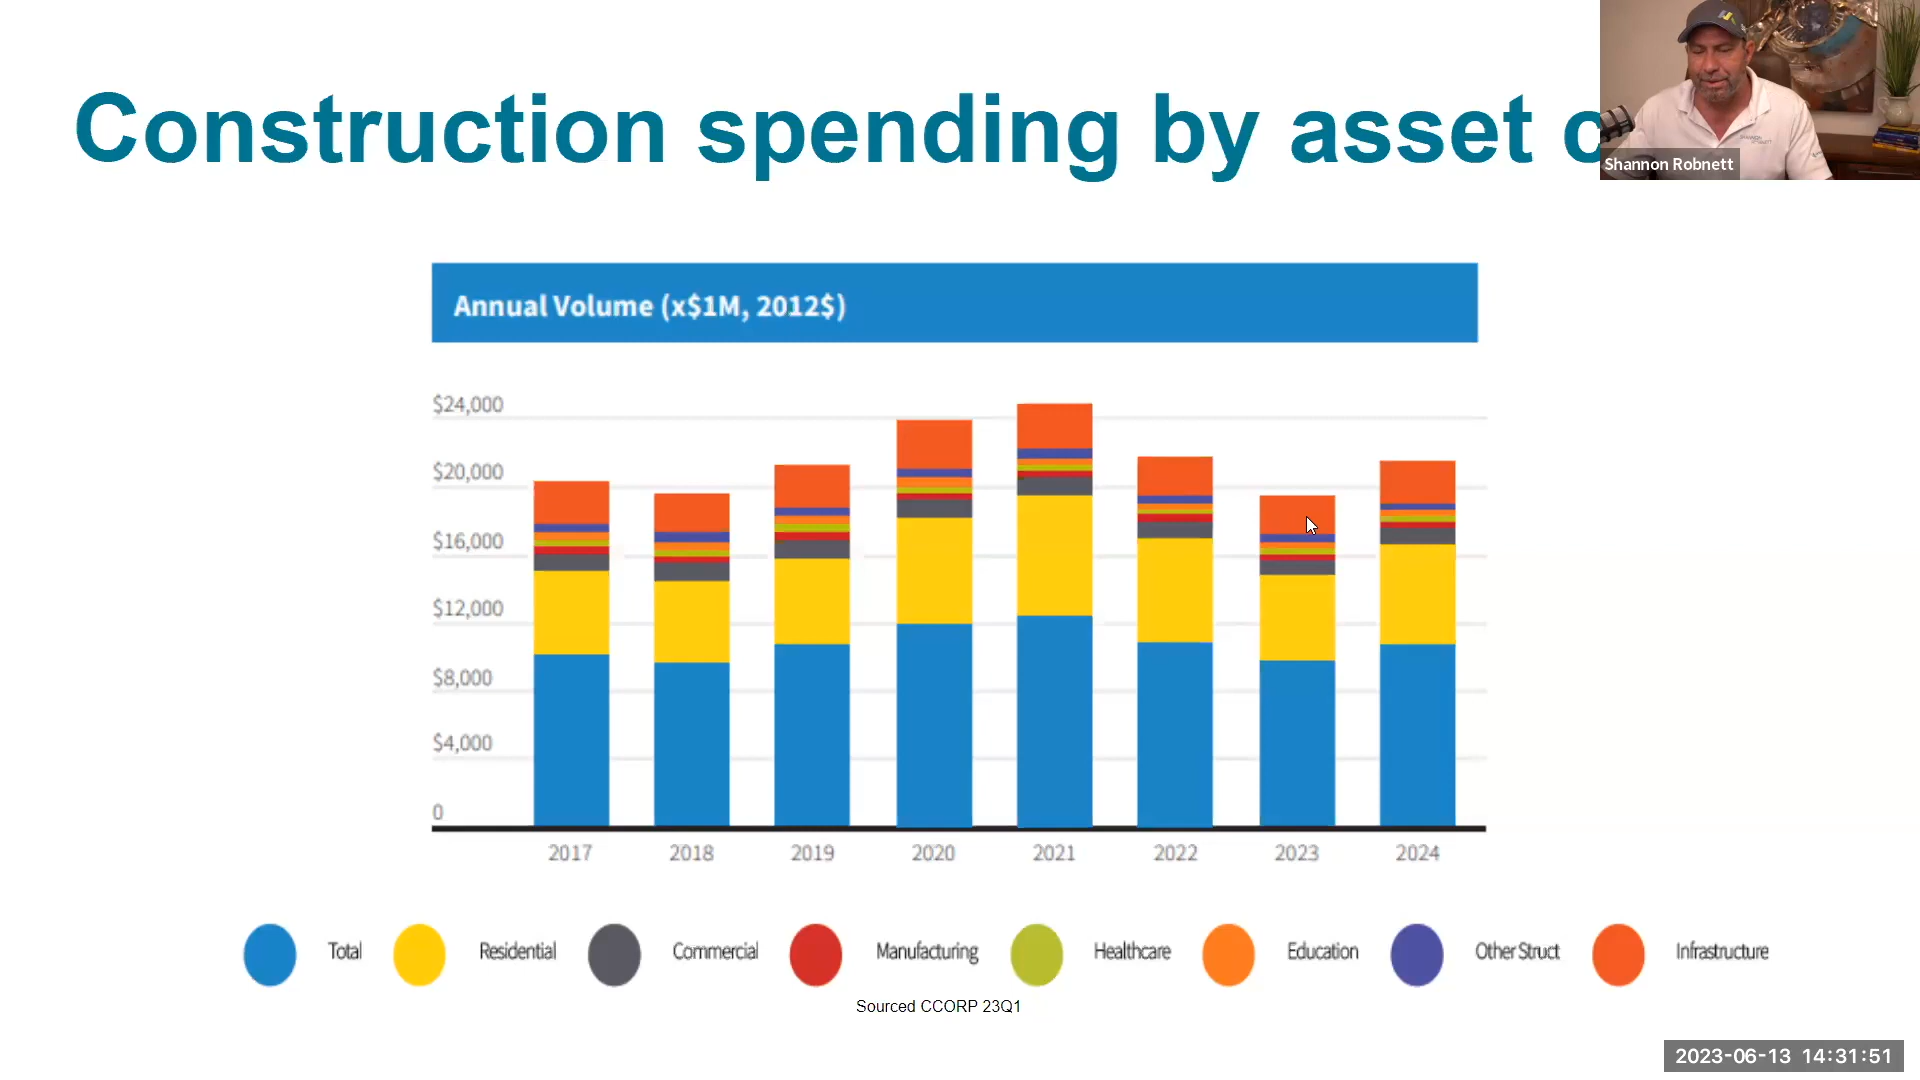 Construction spending by asset c
Shannon Robnett
Annual Volume (x$1M, 2012$)
$24,000
$20,000
$16,000
$12,000
$8,000
$4,000
0
2017 2018 2019 2020 2021 2022 2023 2024
Total Residential Commercial Manufacturing Healthcare Education Other Struct Infrastructure
Sourced CCORP 23Q1
2023-06-13 14:31:51